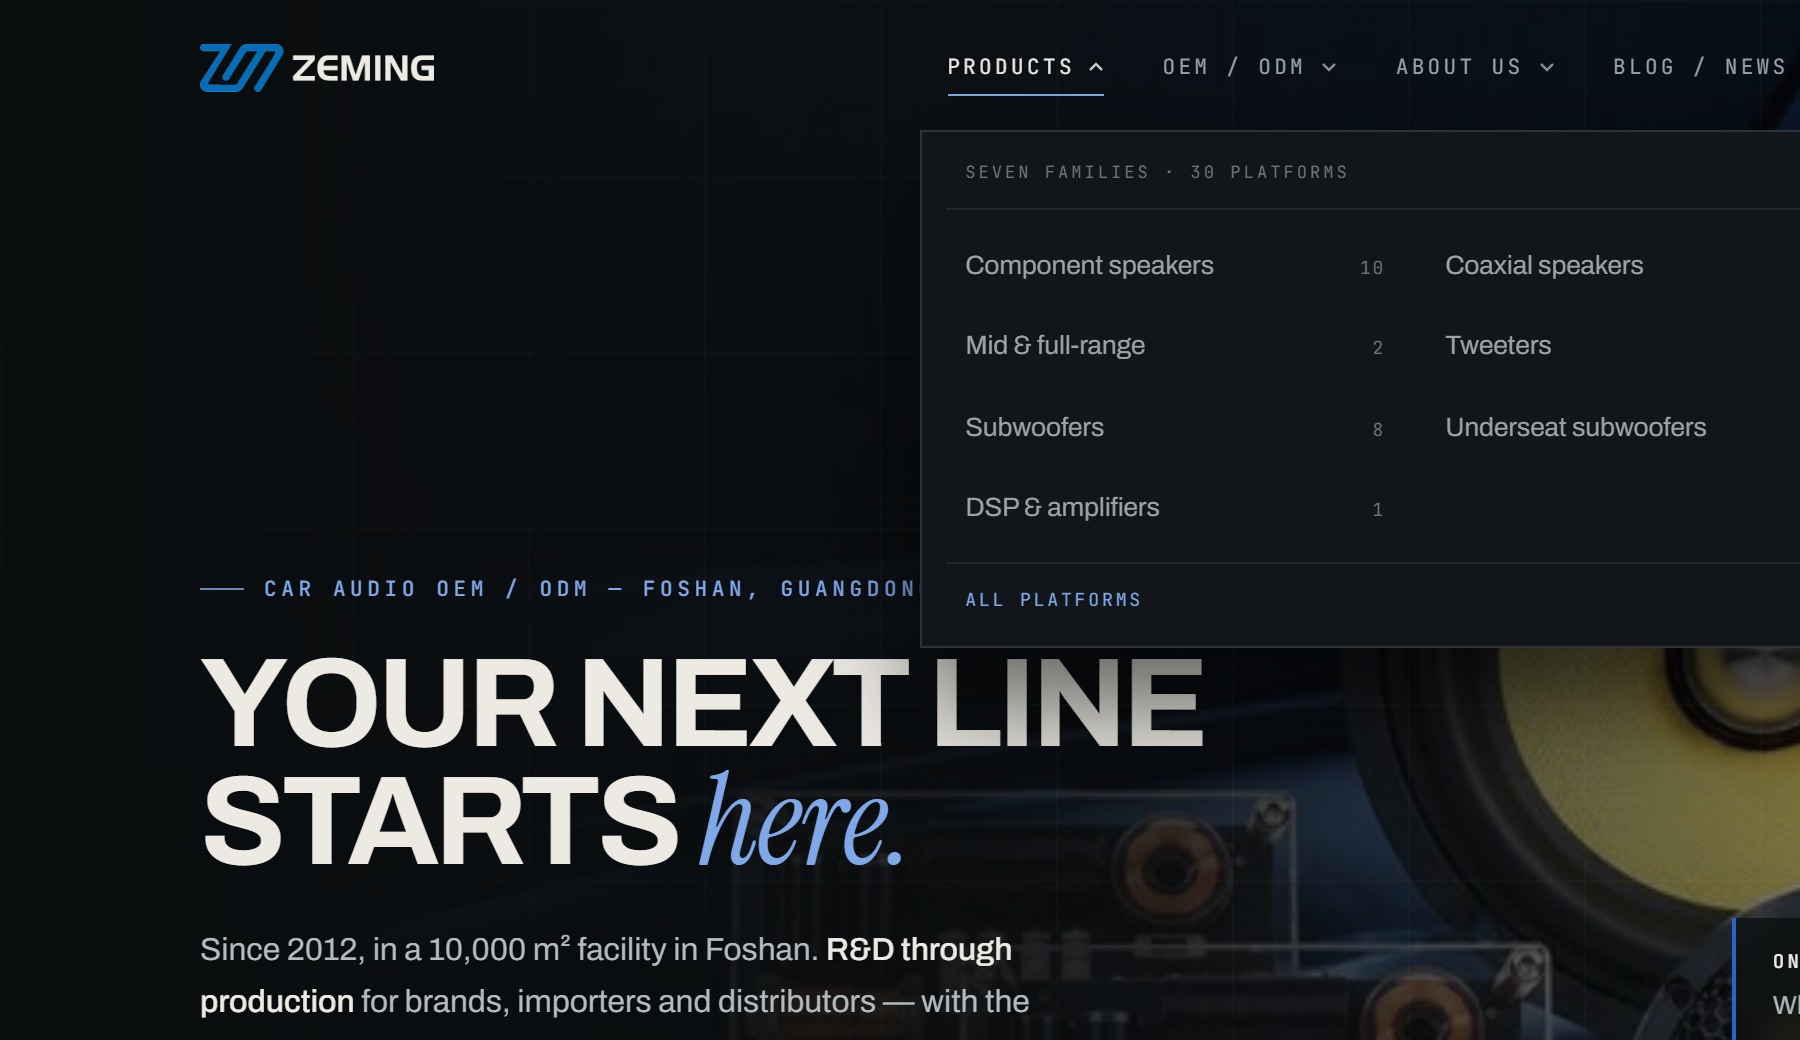 ZEMING
PRODUCTS
OEM / ODM
ABOUT US
BLOG / NEWS
SEVEN FAMILIES · 30 PLATFORMS
Component speakers 10
Coaxial speakers
Mid & full-range 2
Tweeters
Subwoofers 8
Underseat subwoofers
DSP & amplifiers 1
ALL PLATFORMS
CAR AUDIO OEM / ODM — FOSHAN, GUANGDON
YOUR NEXT LINE
STARTS here.
Since 2012, in a 10,000 m² facility in Foshan. R&D through
production for brands, importers and distributors — with the
ON